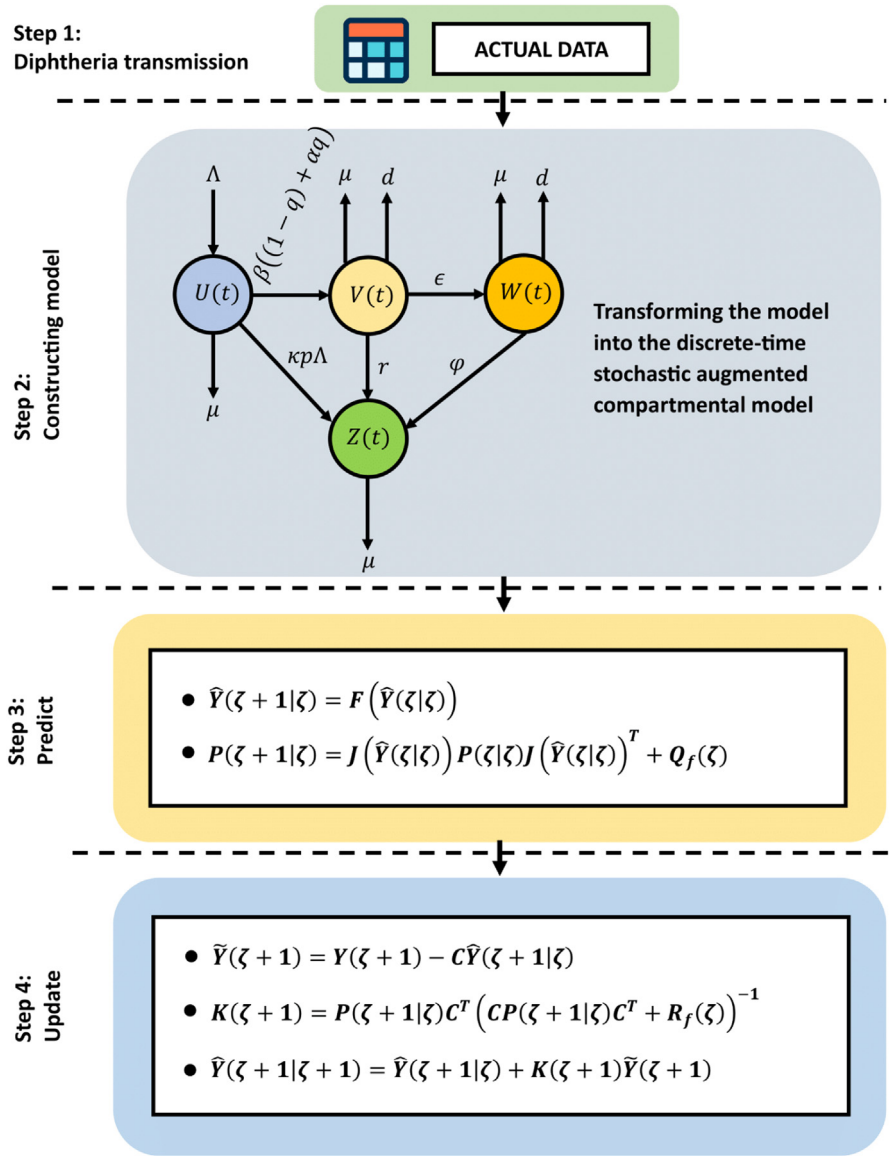 Step 1:
Diphtheria transmission
ACTUAL DATA
Step 2:
Constructing model
Λ
β((1 − q) + αq)
μ
d
μ
d
U(t)
V(t)
ϵ
W(t)
κpΛ
r
φ
μ
Z(t)
μ
Transforming the model
into the discrete-time
stochastic augmented
compartmental model
Step 3:
Predict
● Ŷ(ζ + 1|ζ) = F(Ŷ(ζ|ζ))
● P(ζ + 1|ζ) = J(Ŷ(ζ|ζ))P(ζ|ζ)J(Ŷ(ζ|ζ))^T + Q_f(ζ)
Step 4:
Update
● Ỹ(ζ + 1) = Y(ζ + 1) − CŶ(ζ + 1|ζ)
● K(ζ + 1) = P(ζ + 1|ζ)C^T(CP(ζ + 1|ζ)C^T + R_f(ζ))^−1
● Ŷ(ζ + 1|ζ + 1) = Ŷ(ζ + 1|ζ) + K(ζ + 1)Ỹ(ζ + 1)